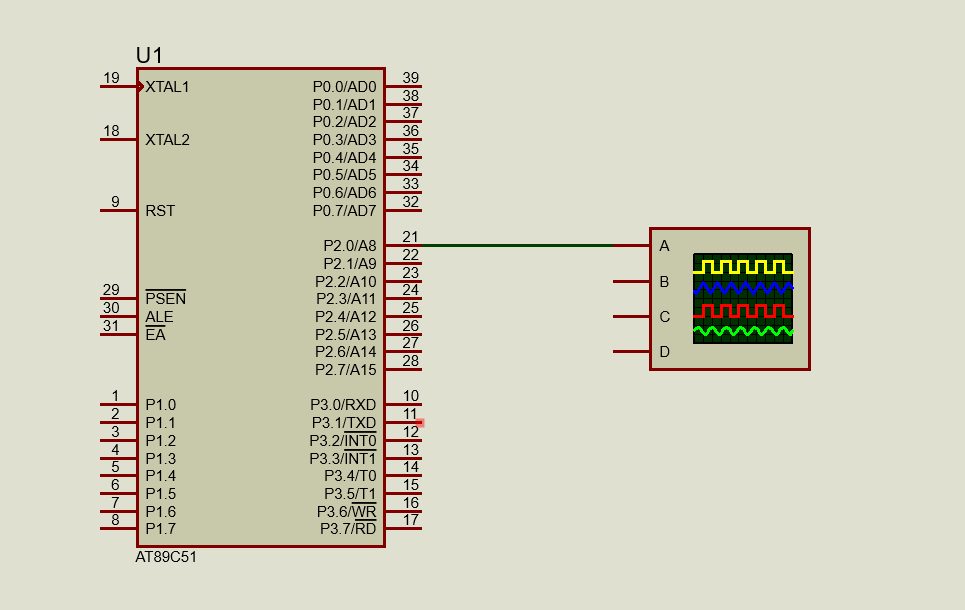 U1
19 XTAL1 P0.0/AD0 39
P0.1/AD1 38
P0.2/AD2 37
18 XTAL2 P0.3/AD3 36
P0.4/AD4 35
P0.5/AD5 34
P0.6/AD6 33
9 RST P0.7/AD7 32
P2.0/A8 21 A
P2.1/A9 22
P2.2/A10 23 B
29 PSEN P2.3/A11 24
30 ALE P2.4/A12 25 C
31 EA P2.5/A13 26
P2.6/A14 27 D
P2.7/A15 28
1 P1.0 P3.0/RXD 10
2 P1.1 P3.1/TXD 11
3 P1.2 P3.2/INT0 12
4 P1.3 P3.3/INT1 13
5 P1.4 P3.4/T0 14
6 P1.5 P3.5/T1 15
7 P1.6 P3.6/WR 16
8 P1.7 P3.7/RD 17
AT89C51